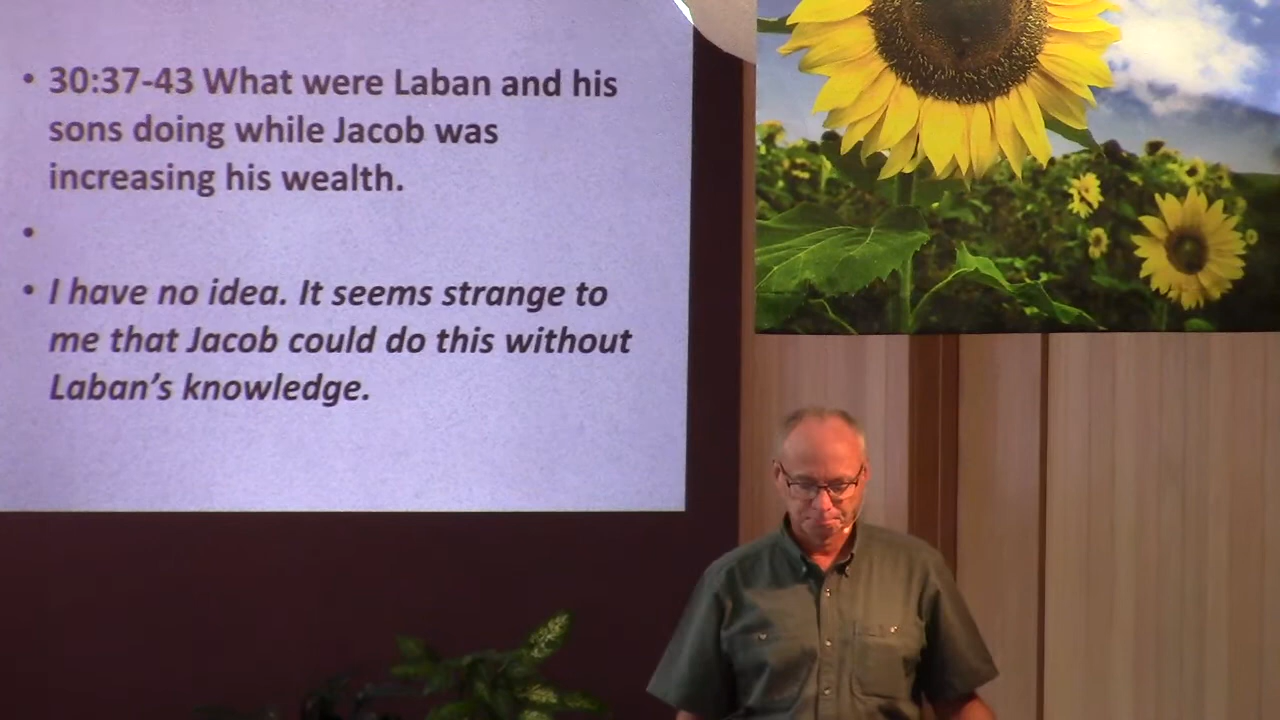 • 30:37-43 What were Laban and his
sons doing while Jacob was
increasing his wealth.
•
• I have no idea. It seems strange to
me that Jacob could do this without
Laban’s knowledge.